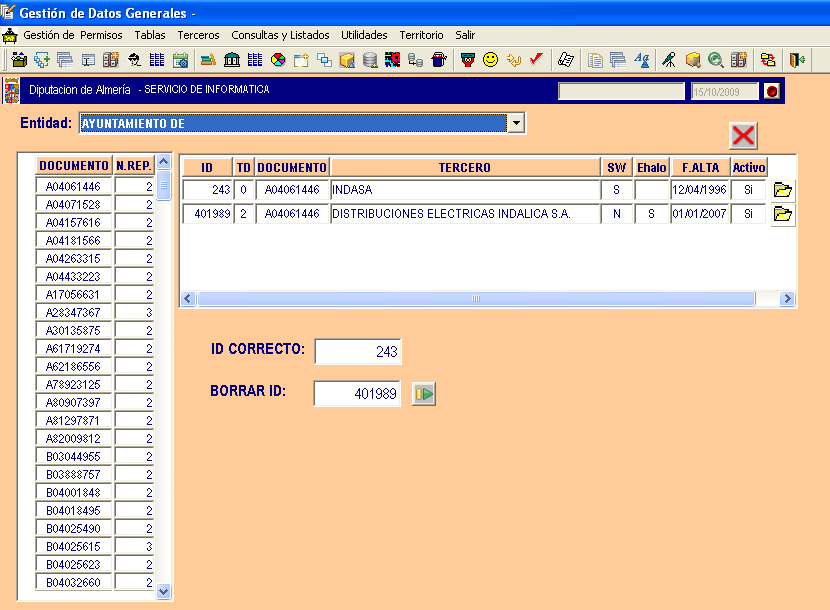 Gestión de Datos Generales -
Gestión de Permisos Tablas Terceros Consultas y Listados Utilidades Territorio Salir
Diputacion de Almería - SERVICIO DE INFORMATICA 15/10/2009
Entidad: AYUNTAMIENTO DE
DOCUMENTO N.REP.
A04061446 2
A04071528 2
A04157616 2
A04181566 2
A04263315 2
A04433223 2
A17056631 2
A28347367 3
A30135875 2
A61719274 2
A62186556 2
A78923125 2
A80907397 2
A81297871 2
A82009812 2
B03044955 2
B03888757 2
B04001848 2
B04018495 2
B04025490 2
B04025615 3
B04025623 2
B04032660 2
ID TD DOCUMENTO TERCERO SW Ehalo F.ALTA Activo
243 0 A04061446 INDASA S 12/04/1996 Si
401989 2 A04061446 DISTRIBUCIONES ELECTRICAS INDALICA S.A. N S 01/01/2007 Si
ID CORRECTO: 243
BORRAR ID: 401989